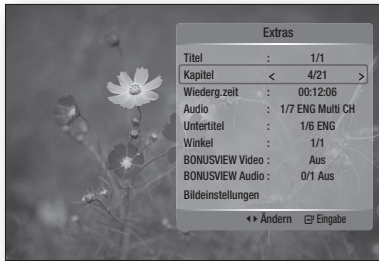 Extras
Titel : 1/1
Kapitel < 4/21 >
Wiederg.zeit : 00:12:06
Audio : 1/7 ENG Multi CH
Untertitel : 1/6 ENG
Winkel : 1/1
BONUSVIEW Video : Aus
BONUSVIEW Audio : 0/1 Aus
Bildeinstellungen
Ändern Eingabe